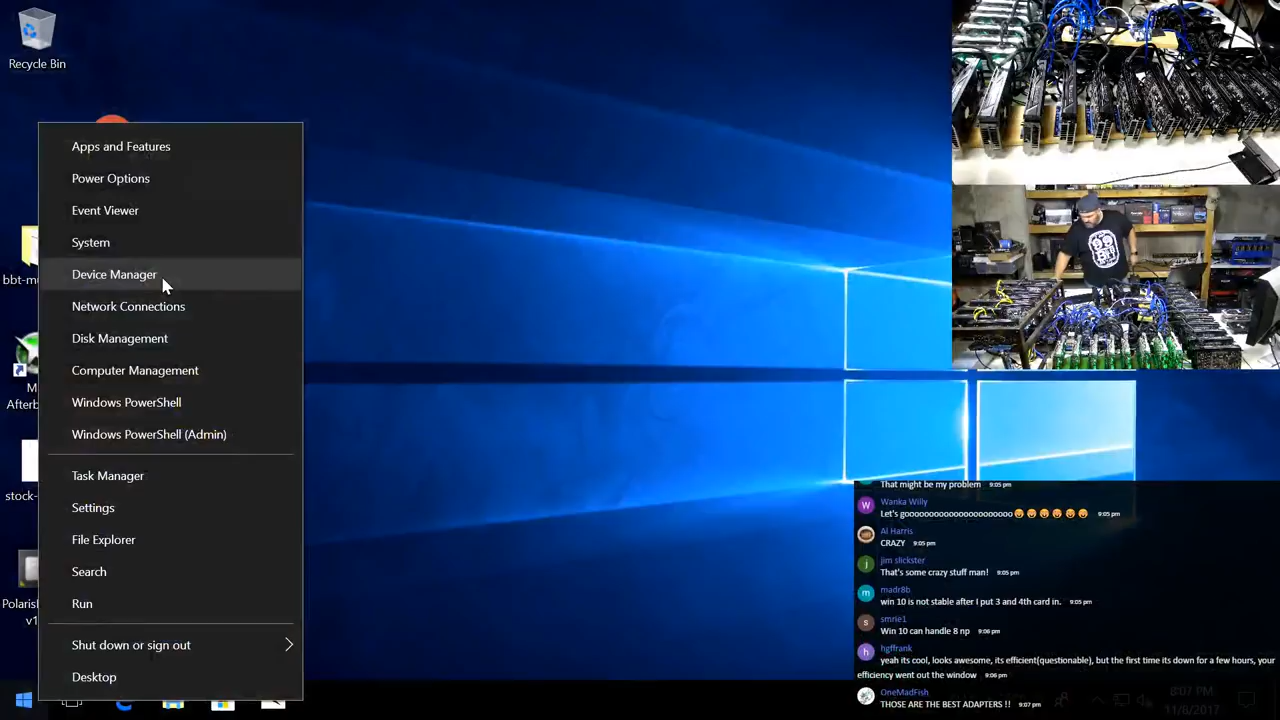 Recycle Bin
Apps and Features
Power Options
Event Viewer
System
Device Manager
Network Connections
Disk Management
Computer Management
Windows PowerShell
Windows PowerShell (Admin)
Task Manager
Settings
File Explorer
Search
Run
Shut down or sign out
Desktop
bbt-m
M
Afterb
stock-
Polaris
v1
That might be my problem 9:05 pm
W
Wanka Willy
Let's gooooooooooooooooooooo 9:05 pm
Al Harris
CRAZY 9:05 pm
j
jim slickster
That's some crazy stuff man! 9:05 pm
m
madr8b
win 10 is not stable after I put 3 and 4th card in. 9:05 pm
s
smrie1
Win 10 can handle 8 np 9:06 pm
h
hgffrank
yeah its cool, looks awesome, its efficient(questionable), but the first time its down for a few hours, your
efficiency went out the window 9:06 pm
OneMadFish
THOSE ARE THE BEST ADAPTERS !! 9:07 pm
8:07 PM
11/8/2017